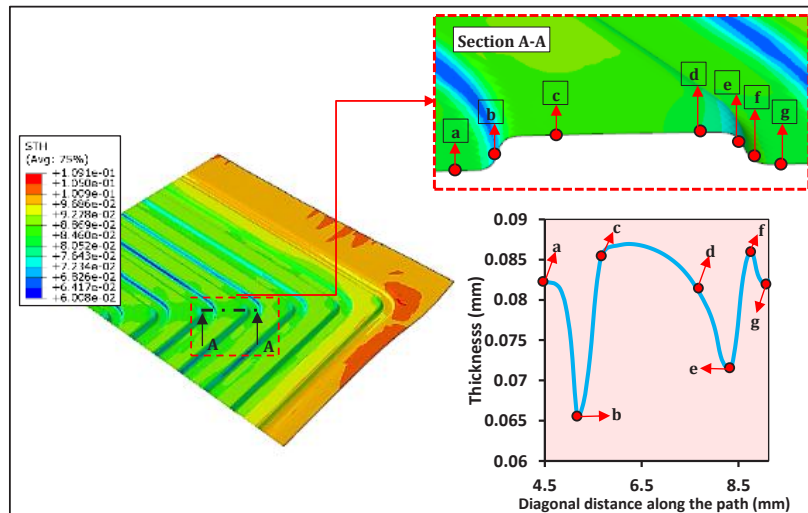 Section A-A
a
b
c
d
e
f
g
STH
(Avg: 75%)
+1.091e-01
+1.050e-01
+1.009e-01
+9.686e-02
+9.278e-02
+8.869e-02
+8.460e-02
+8.052e-02
+7.643e-02
+7.234e-02
+6.826e-02
+6.417e-02
+6.008e-02
A
A
Thicknesss (mm)
0.09
0.085
0.08
0.075
0.07
0.065
0.06
a
b
c
d
e
f
g
4.5
6.5
8.5
Diagonal distance along the path (mm)